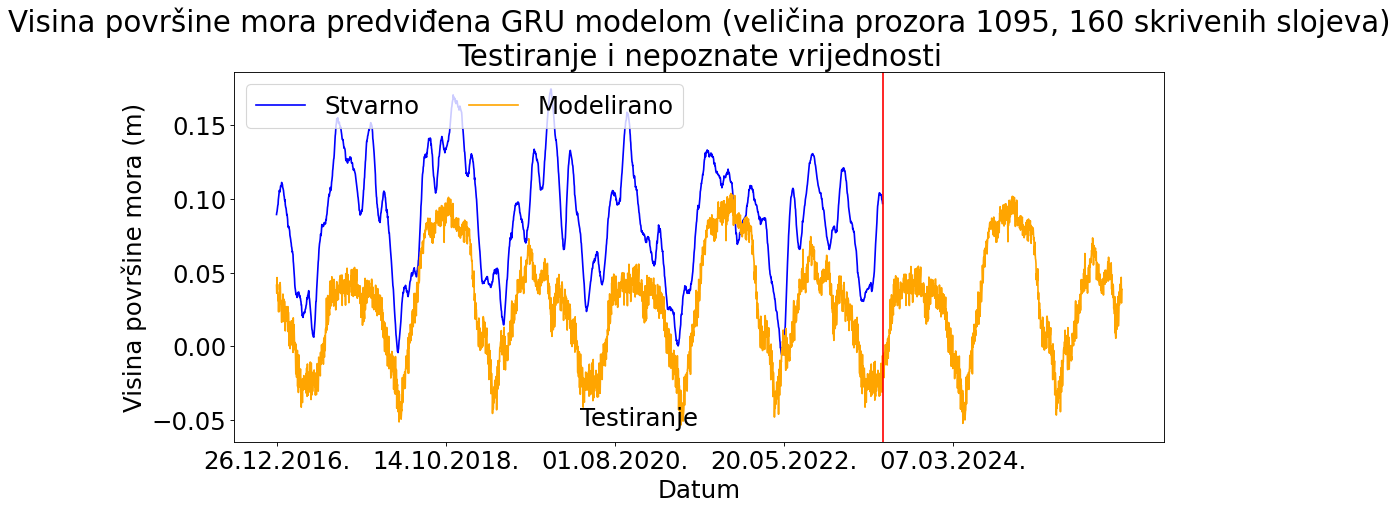 Visina površine mora predviđena GRU modelom (veličina prozora 1095, 160 skrivenih slojeva)
Testiranje i nepoznate vrijednosti
Stvarno Modelirano
Visina površine mora (m)
0.15
0.10
0.05
0.00
−0.05
Testiranje
26.12.2016. 14.10.2018. 01.08.2020. 20.05.2022. 07.03.2024.
Datum